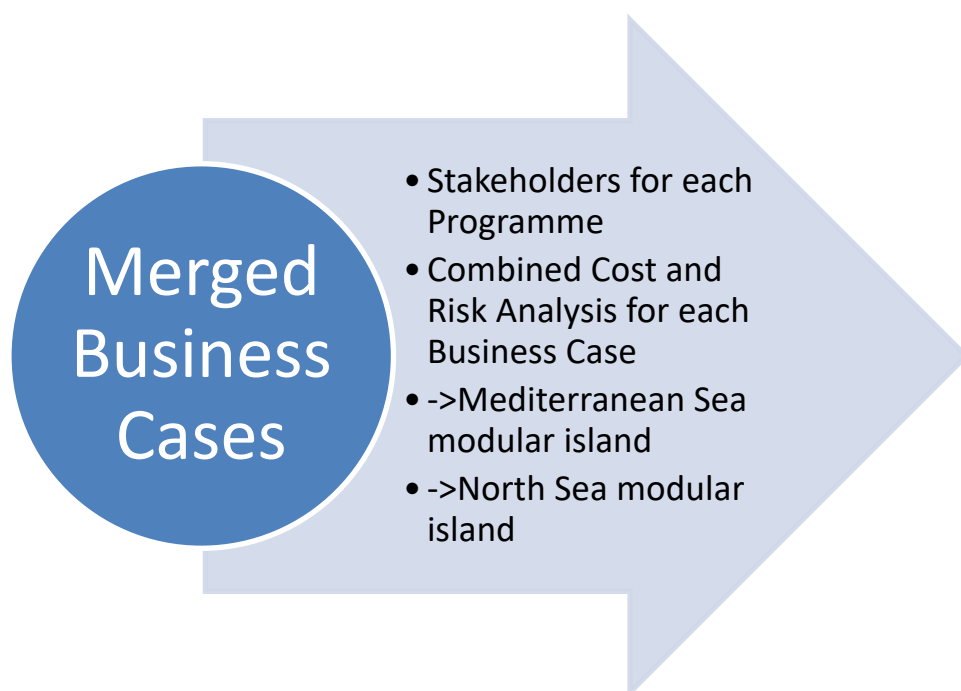 Merged
Business
Cases
• Stakeholders for each
Programme
• Combined Cost and
Risk Analysis for each
Business Case
• ->Mediterranean Sea
modular island
• ->North Sea modular
island